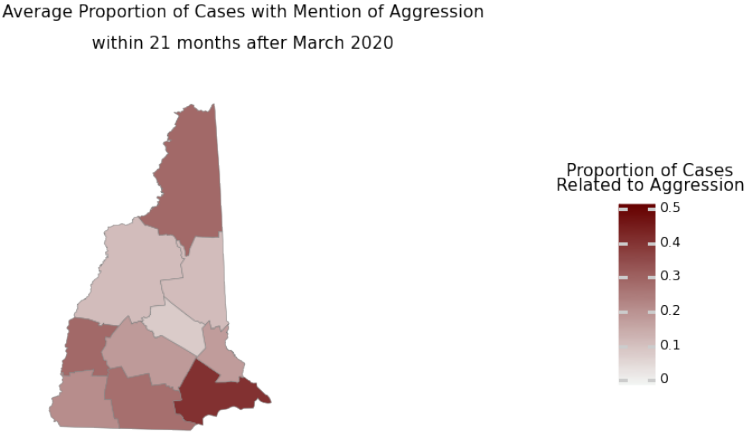 Average Proportion of Cases with Mention of Aggression
within 21 months after March 2020
Proportion of Cases
Related to Aggression
0.5
0.4
0.3
0.2
0.1
0